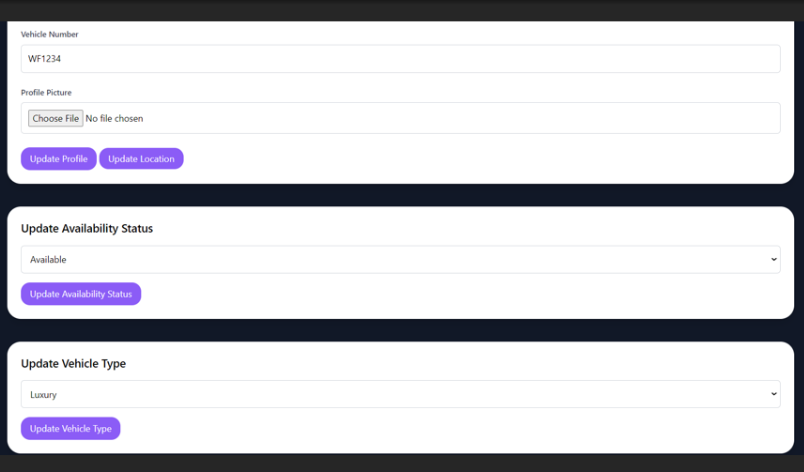 Vehicle Number
WF1234
Profile Picture
Choose File No file chosen
Update Profile Update Location
Update Availability Status
Available
Update Availability Status
Update Vehicle Type
Luxury
Update Vehicle Type